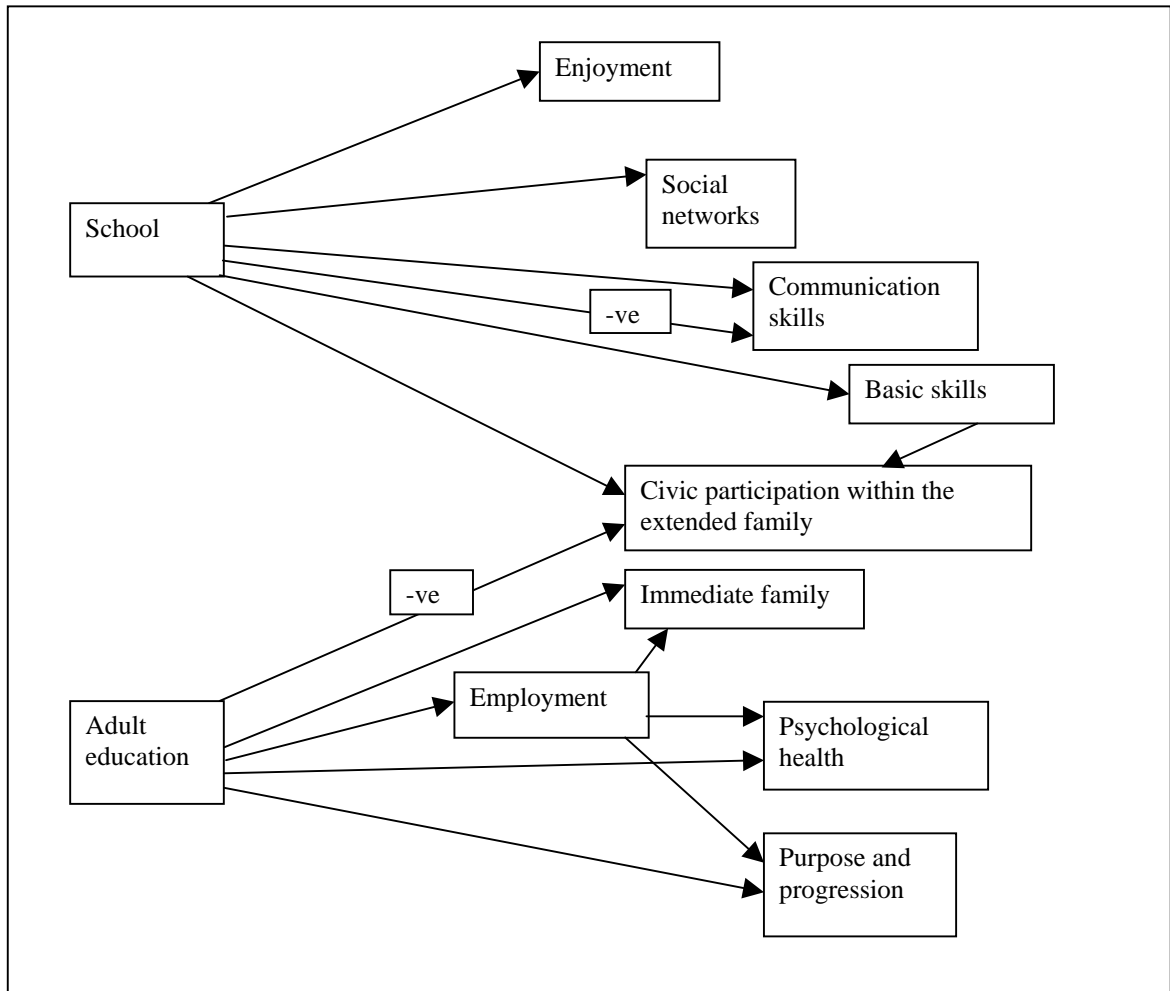 Enjoyment
Social
networks
School
Communication
skills
-ve
Basic skills
Civic participation within the
extended family
-ve
Immediate family
Employment
Adult
education
Psychological
health
Purpose and
progression